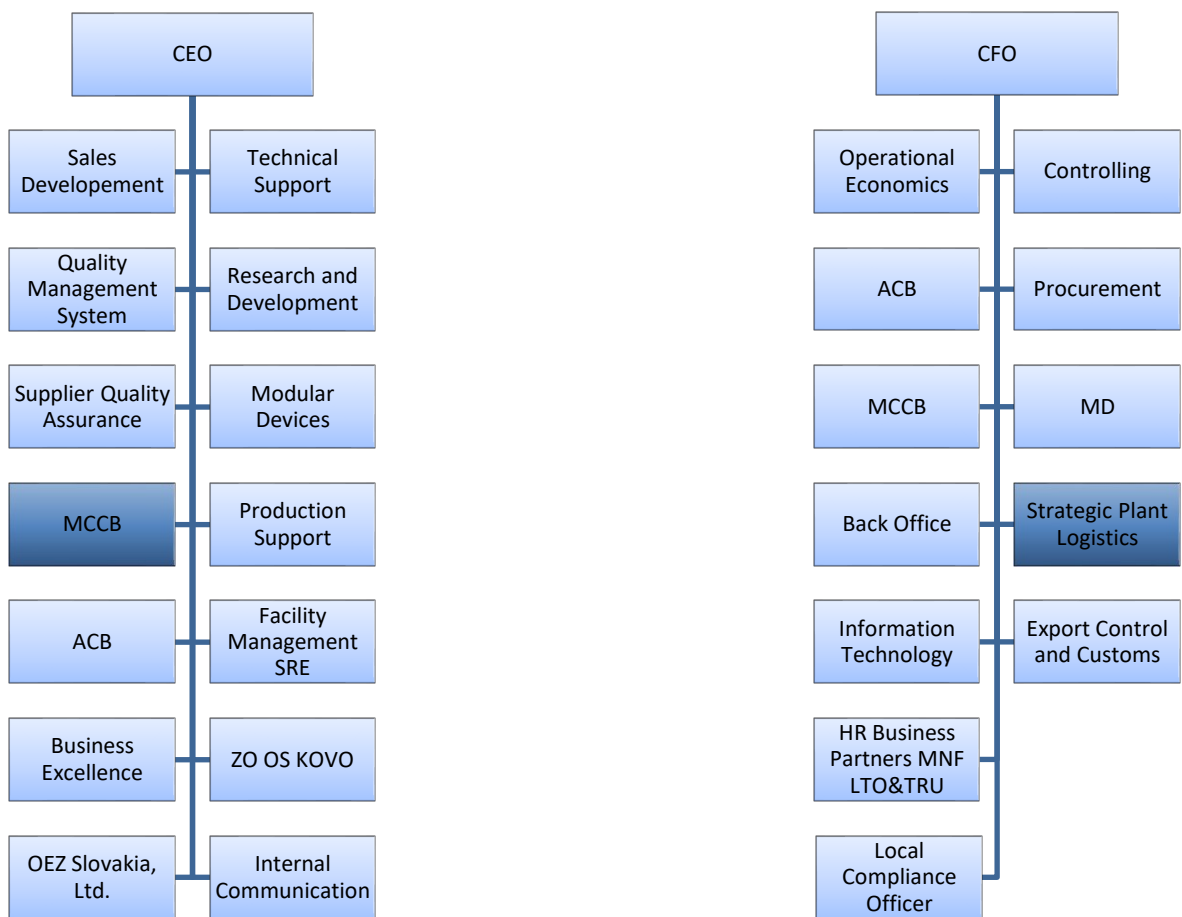 CEO
Sales
Developement
Technical
Support
Quality
Management
System
Research and
Development
Supplier Quality
Assurance
Modular
Devices
MCCB
Production
Support
ACB
Facility
Management
SRE
Business
Excellence
ZO OS KOVO
OEZ Slovakia,
Ltd.
Internal
Communication
CFO
Operational
Economics
Controlling
ACB
Procurement
MCCB
MD
Back Office
Strategic Plant
Logistics
Information
Technology
Export Control
and Customs
HR Business
Partners MNF
LTO&TRU
Local
Compliance
Officer